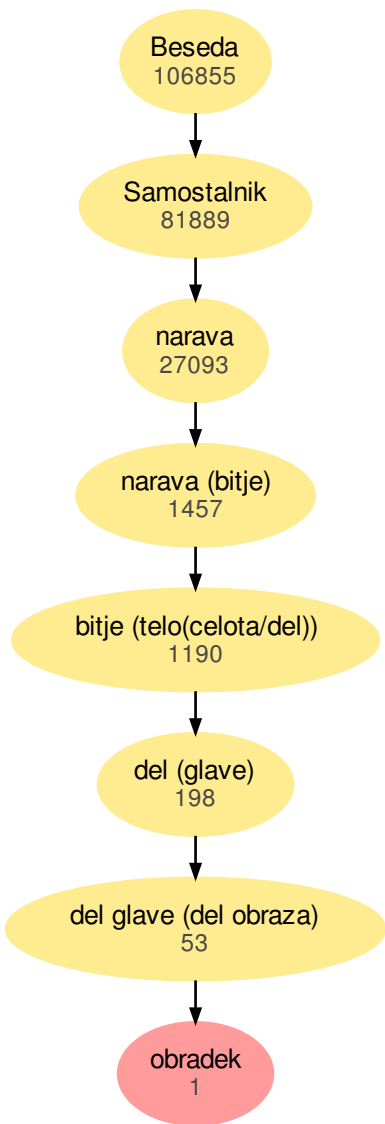 Beseda
106855
Samostalnik
81889
narava
27093
narava (bitje)
1457
bitje (telo(celota/del))
1190
del (glave)
198
del glave (del obraza)
53
obradek
1